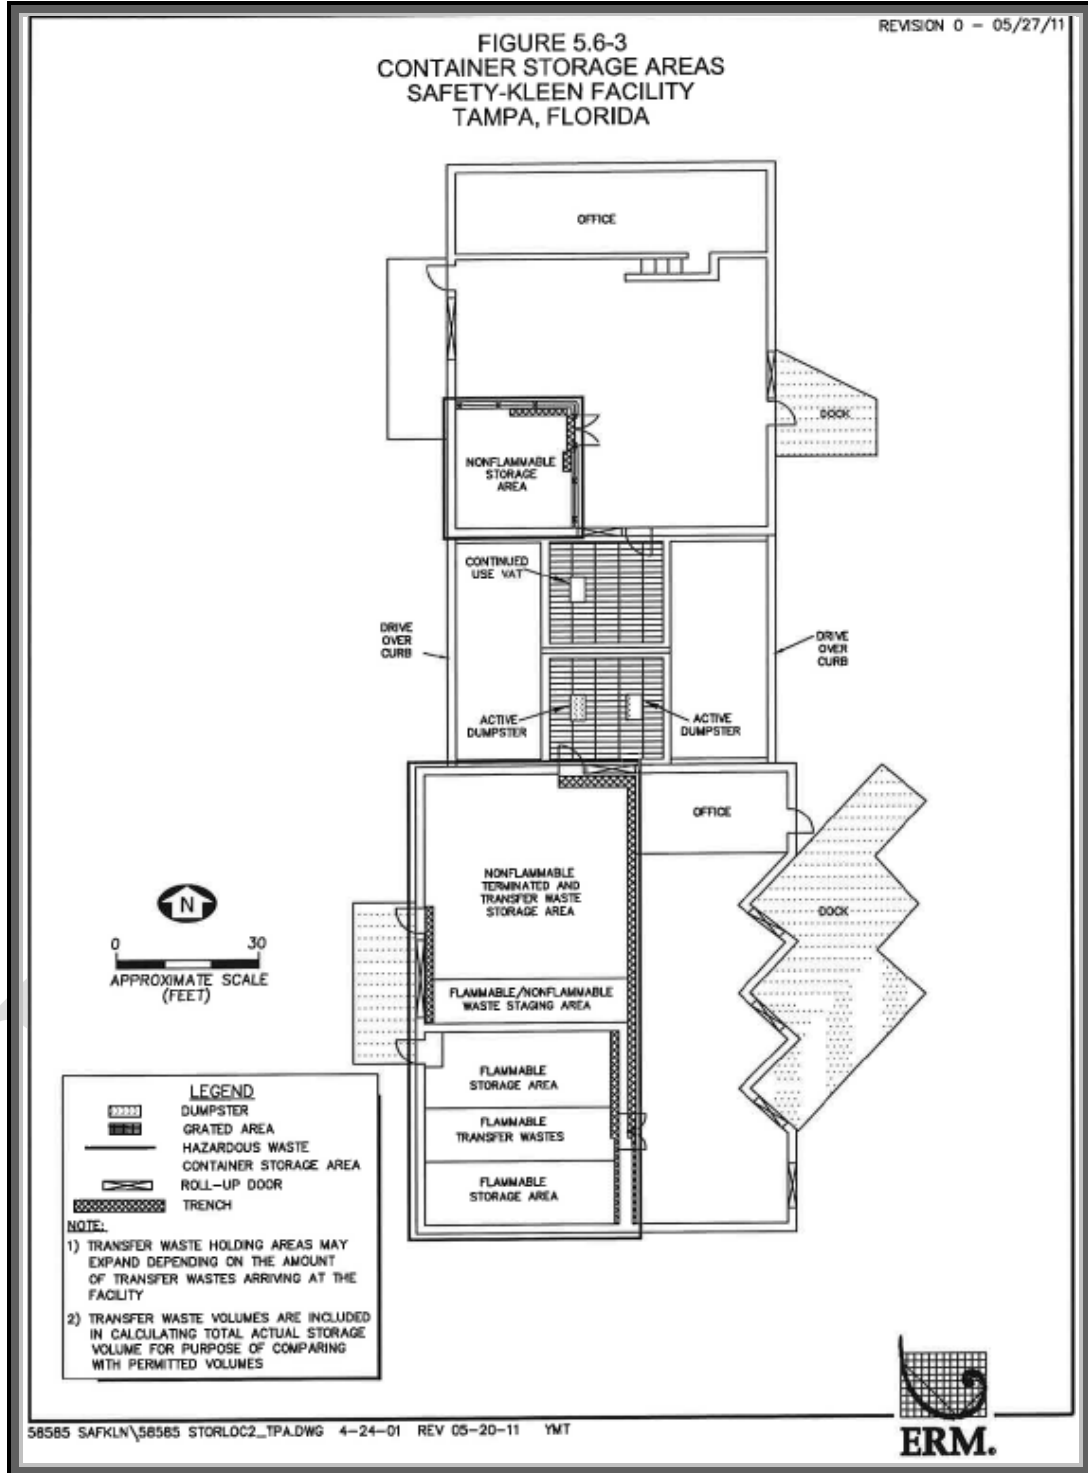 REVISION 0 - 05/27/11
FIGURE 5.6-3
CONTAINER STORAGE AREAS
SAFETY-KLEEN FACILITY
TAMPA, FLORIDA
OFFICE
DOCK
NONFLAMMABLE
STORAGE
AREA
CONTINUED
USE VAT
DRIVE
OVER
CURB
DRIVE
OVER
CURB
ACTIVE
DUMPSTER
ACTIVE
DUMPSTER
OFFICE
NONFLAMMABLE
TERMINATED AND
TRANSFER WASTE
STORAGE AREA
DOCK
N
0 30
APPROXIMATE SCALE
(FEET)
FLAMMABLE/NONFLAMMABLE
WASTE STAGING AREA
FLAMMABLE
STORAGE AREA
FLAMMABLE
TRANSFER WASTES
FLAMMABLE
STORAGE AREA
LEGEND
DUMPSTER
GRATED AREA
HAZARDOUS WASTE
CONTAINER STORAGE AREA
ROLL-UP DOOR
TRENCH
NOTE:
1) TRANSFER WASTE HOLDING AREAS MAY
EXPAND DEPENDING ON THE AMOUNT
OF TRANSFER WASTES ARRIVING AT THE
FACILITY
2) TRANSFER WASTE VOLUMES ARE INCLUDED
IN CALCULATING TOTAL ACTUAL STORAGE
VOLUME FOR PURPOSE OF COMPARING
WITH PERMITTED VOLUMES
58585 SAFKLN\58585 STORLOC2_TPA.DWG 4-24-01 REV 05-20-11 YMT
ERM.